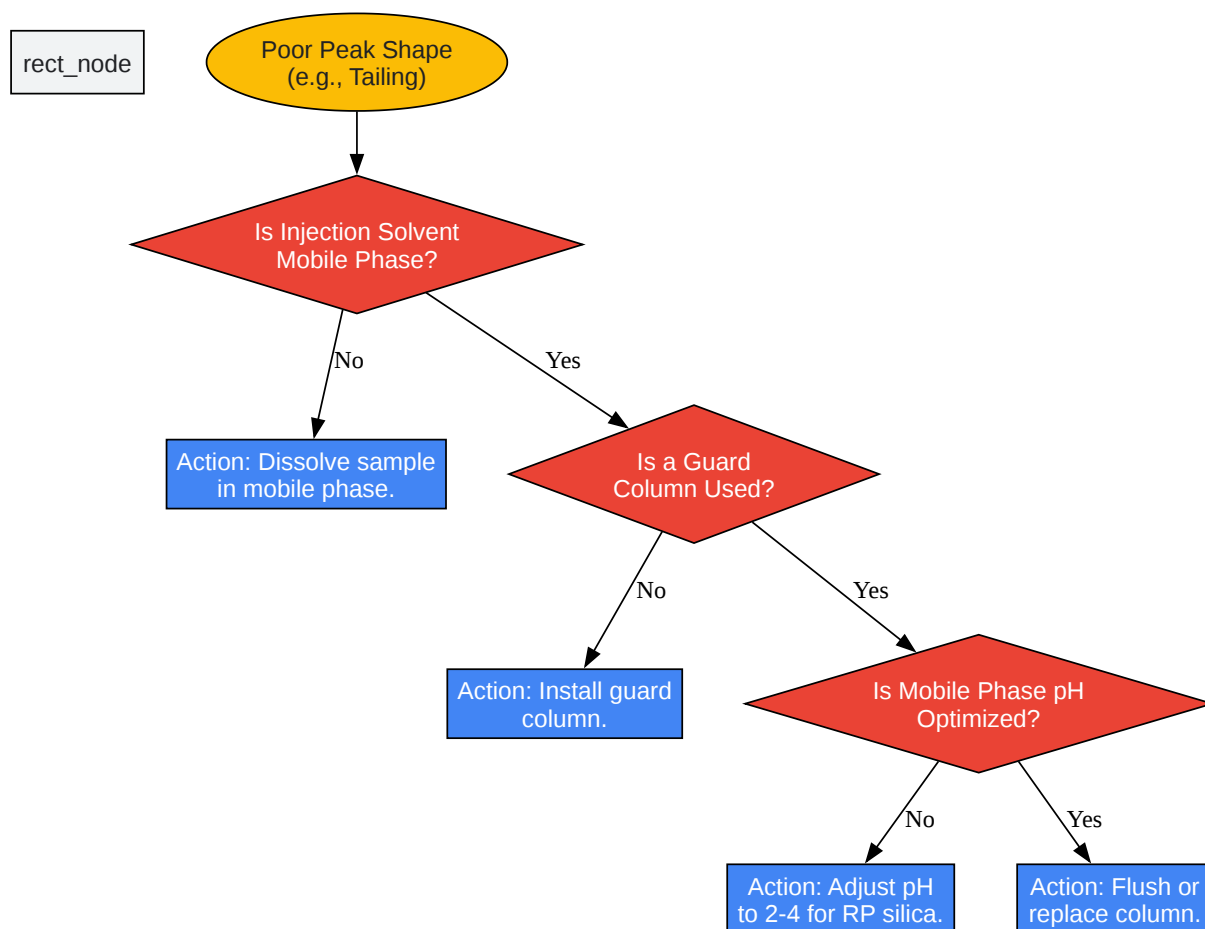 rect_node
Poor Peak Shape
(e.g., Tailing)
Is Injection Solvent
Mobile Phase?
No
Yes
Action: Dissolve sample
in mobile phase.
Is a Guard
Column Used?
No
Yes
Action: Install guard
column.
Is Mobile Phase pH
Optimized?
No
Yes
Action: Adjust pH
to 2-4 for RP silica.
Action: Flush or
replace column.